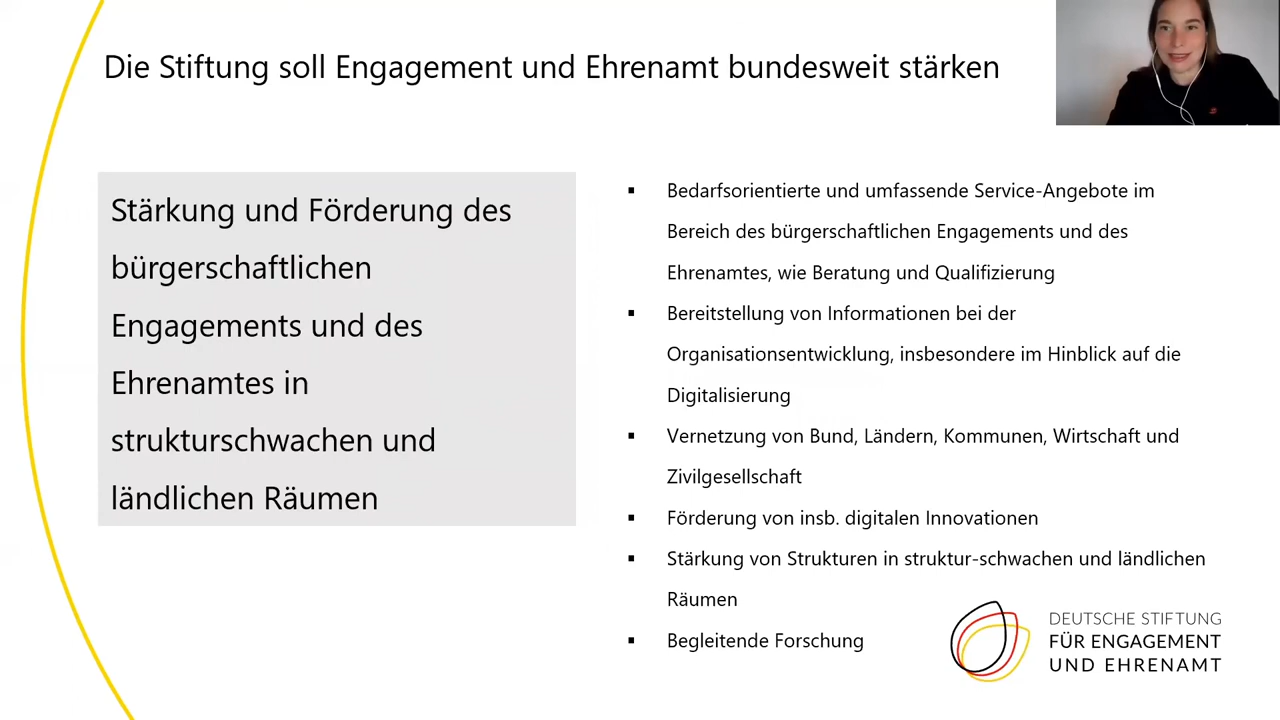 Die Stiftung soll Engagement und Ehrenamt bundesweit stärken
Stärkung und Förderung des
bürgerschaftlichen
Engagements und des
Ehrenamtes in
strukturschwachen und
ländlichen Räumen
▪ Bedarfsorientierte und umfassende Service-Angebote im
Bereich des bürgerschaftlichen Engagements und des
Ehrenamtes, wie Beratung und Qualifizierung
▪ Bereitstellung von Informationen bei der
Organisationsentwicklung, insbesondere im Hinblick auf die
Digitalisierung
▪ Vernetzung von Bund, Ländern, Kommunen, Wirtschaft und
Zivilgesellschaft
▪ Förderung von insb. digitalen Innovationen
▪ Stärkung von Strukturen in struktur-schwachen und ländlichen
Räumen
▪ Begleitende Forschung
DEUTSCHE STIFTUNG
FÜR ENGAGEMENT
UND EHRENAMT